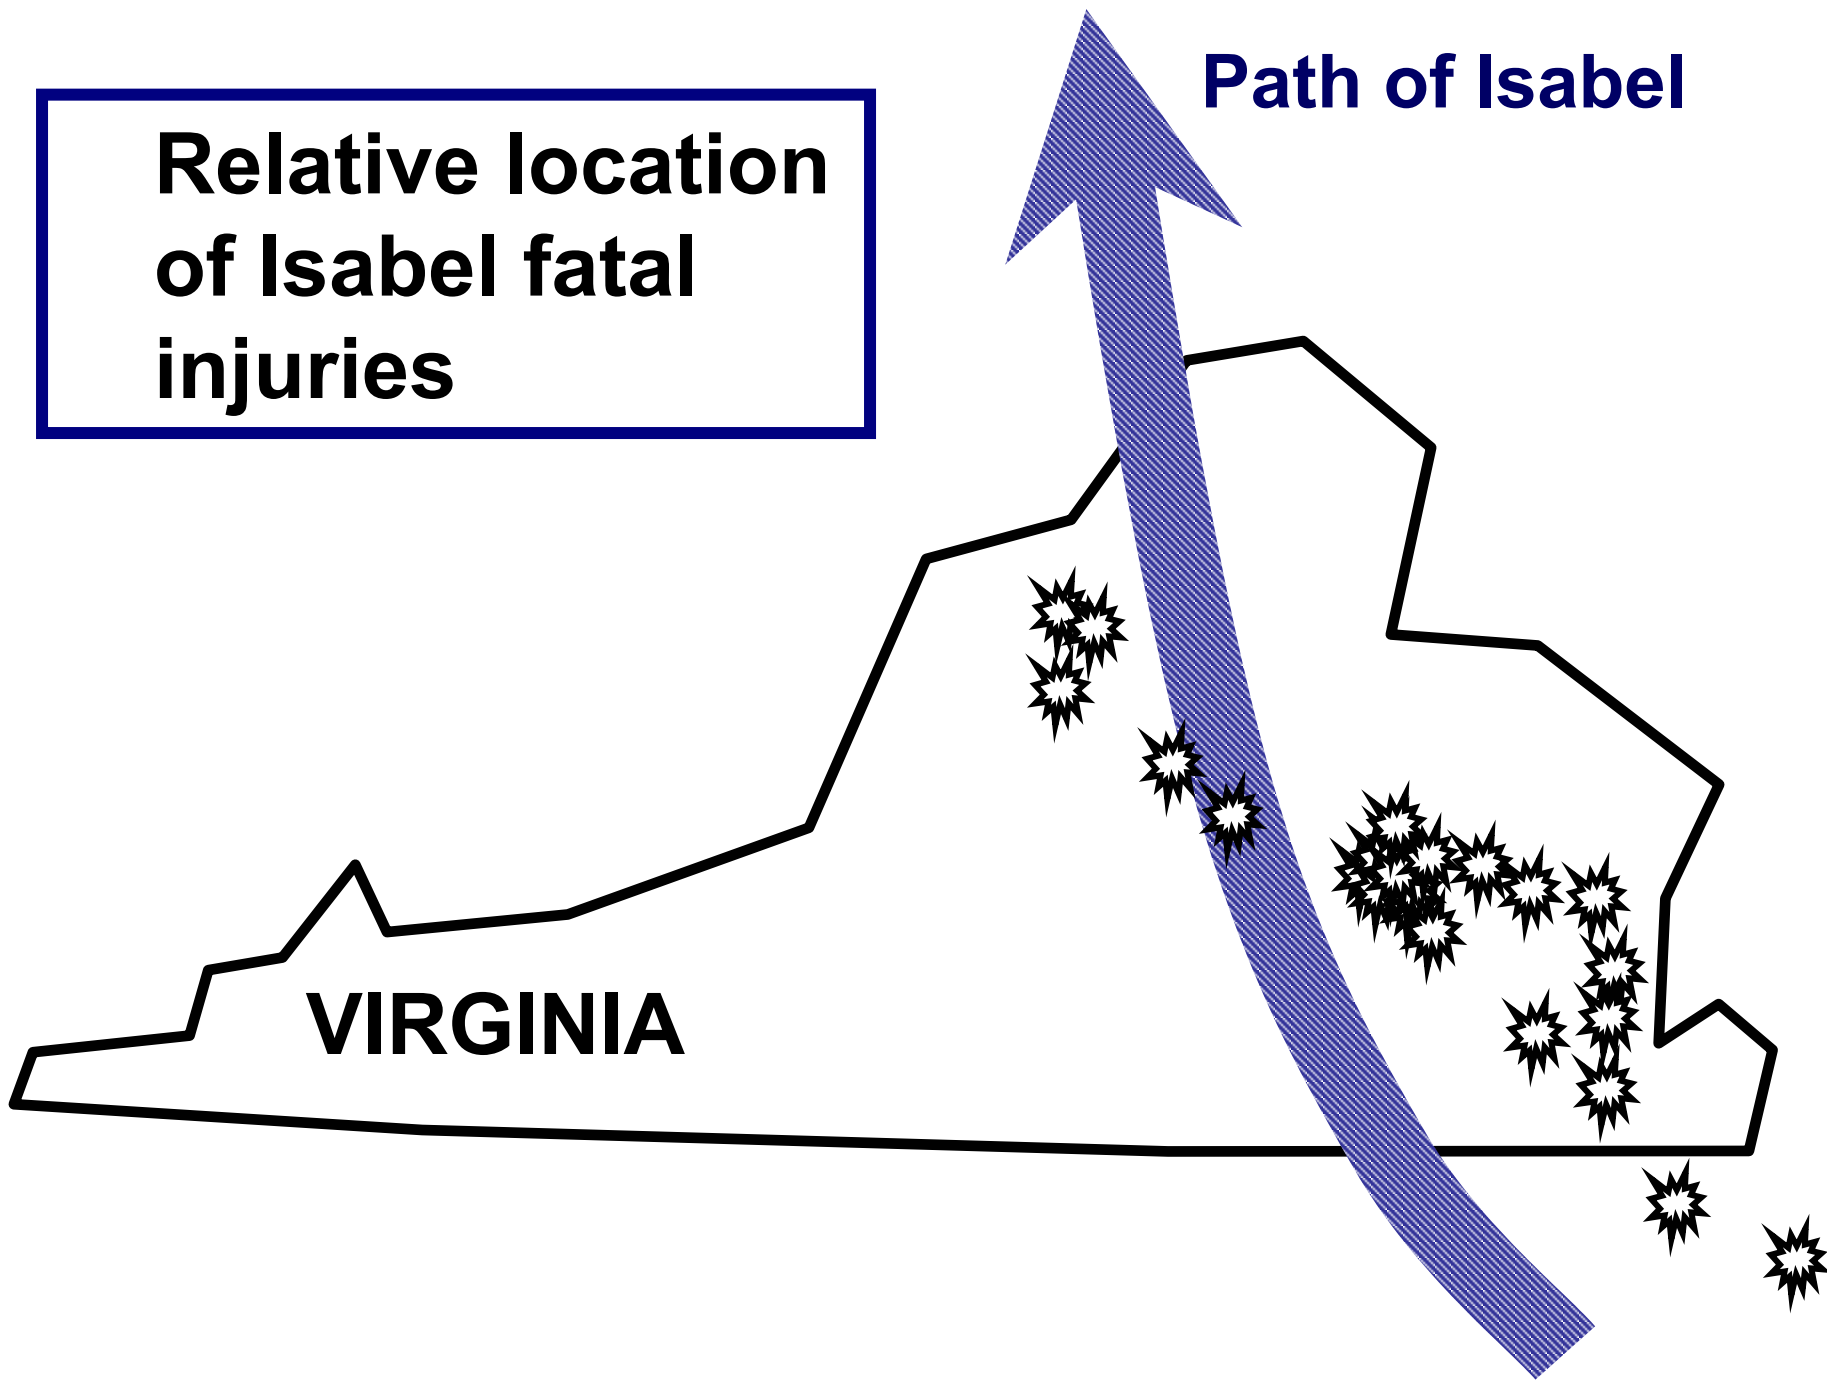 Path of Isabel
Relative location
of Isabel fatal
injuries
VIRGINIA